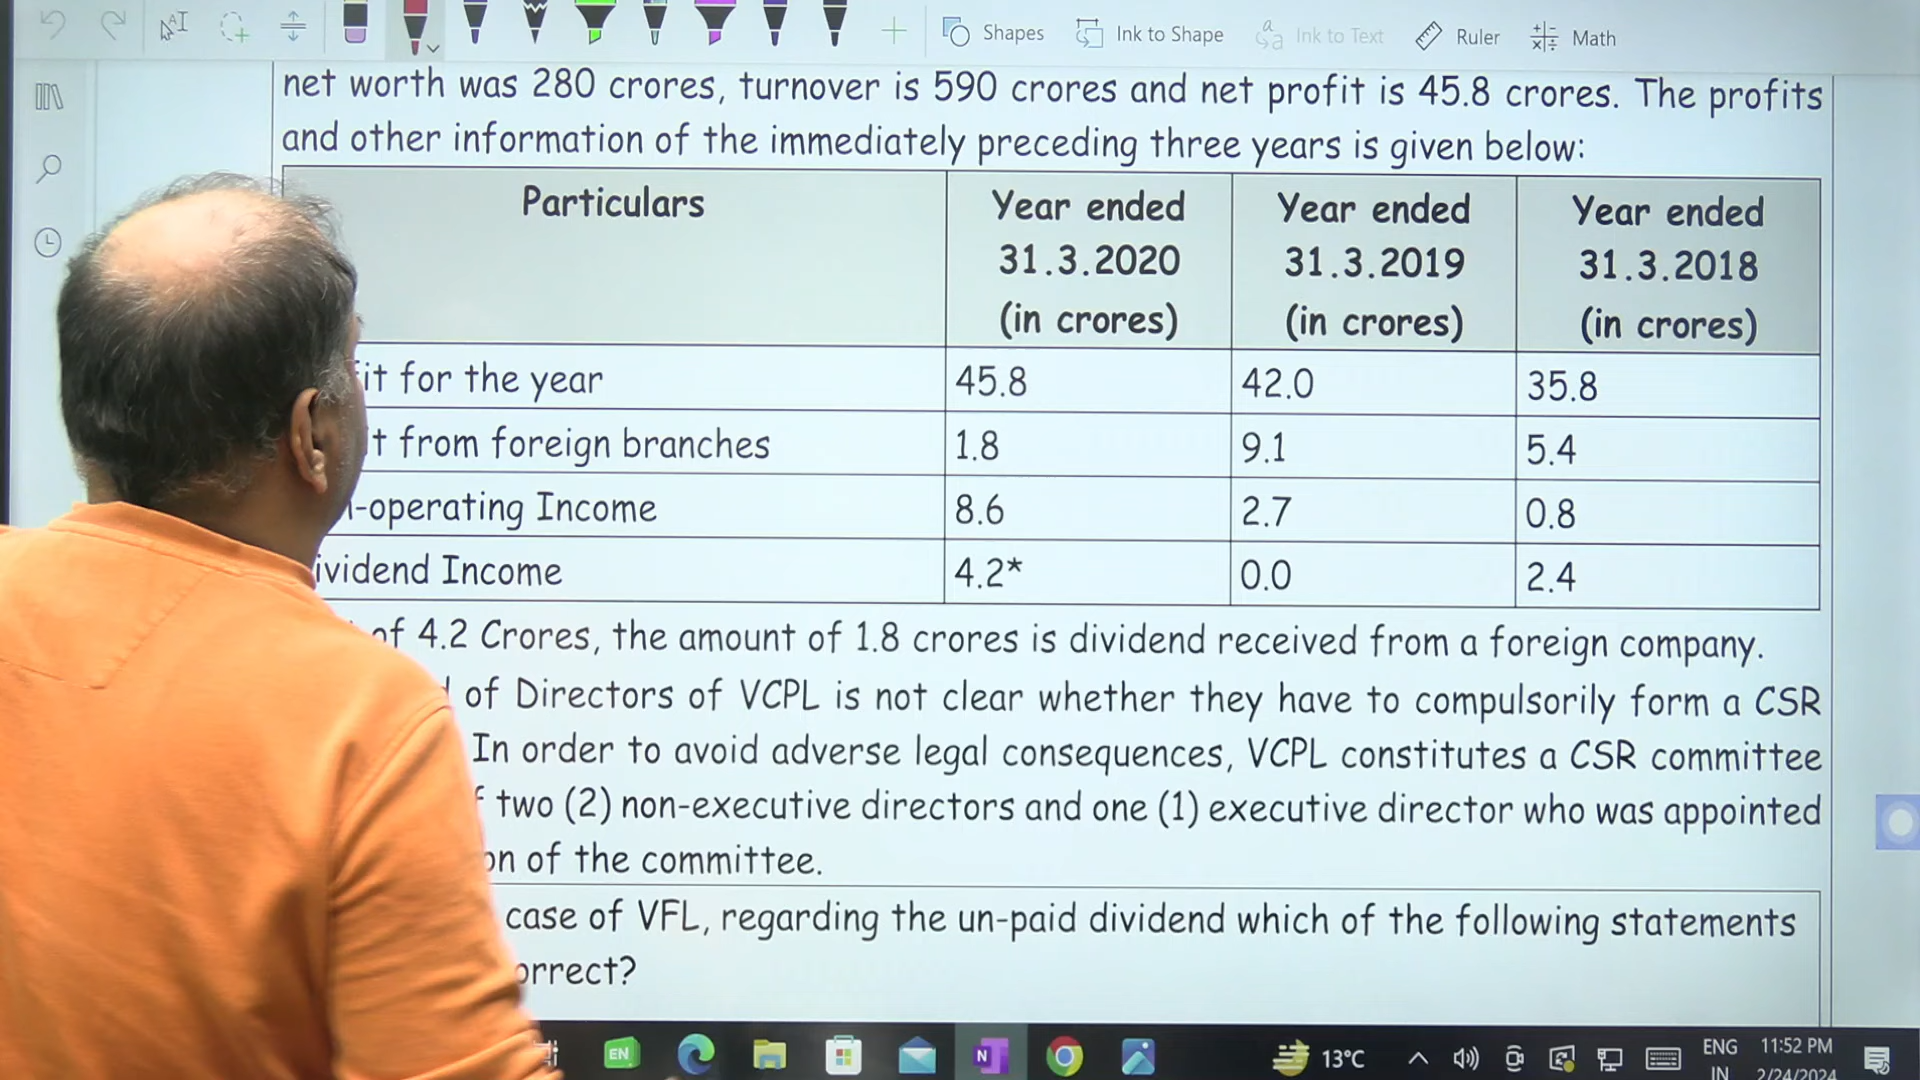 Shapes Ink to Shape Ink to Text Ruler Math
net worth was 280 crores, turnover is 590 crores and net profit is 45.8 crores. The profits
and other information of the immediately preceding three years is given below:
Particulars Year ended 31.3.2020 (in crores) Year ended 31.3.2019 (in crores) Year ended 31.3.2018 (in crores)
for the year 45.8 42.0 35.8
from foreign branches 1.8 9.1 5.4
-operating Income 8.6 2.7 0.8
ividend Income 4.2* 0.0 2.4
of 4.2 Crores, the amount of 1.8 crores is dividend received from a foreign company.
of Directors of VCPL is not clear whether they have to compulsorily form a CSR
In order to avoid adverse legal consequences, VCPL constitutes a CSR committee
two (2) non-executive directors and one (1) executive director who was appointed
on of the committee.
case of VFL, regarding the un-paid dividend which of the following statements
orrect?
EN 13°C ENG 11:52 PM
IN 2/24/2024